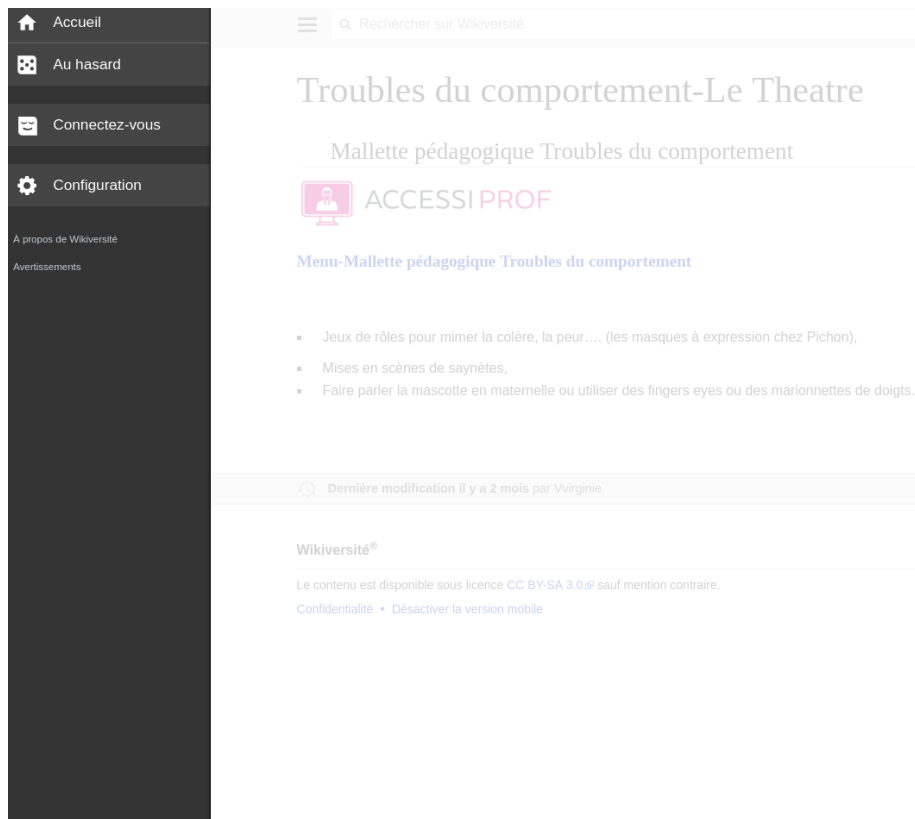 Accueil
Au hasard
Connectez-vous
Configuration
À propos de Wikiversité
Avertissements
Rechercher sur Wikiversité
Troubles du comportement-Le Theatre
Mallette pédagogique Troubles du comportement
ACCESSIPROF
Menu-Mallette pédagogique Troubles du comportement
Jeux de rôles pour mimer la colère, la peur…. (les masques à expression chez Pichon),
Mises en scènes de saynètes,
Faire parler la mascotte en maternelle ou utiliser des fingers eyes ou des marionnettes de doigts.
Dernière modification il y a 2 mois par Vvirginie
Wikiversité®
Le contenu est disponible sous licence CC BY-SA 3.0 sauf mention contraire.
Confidentialité • Désactiver la version mobile